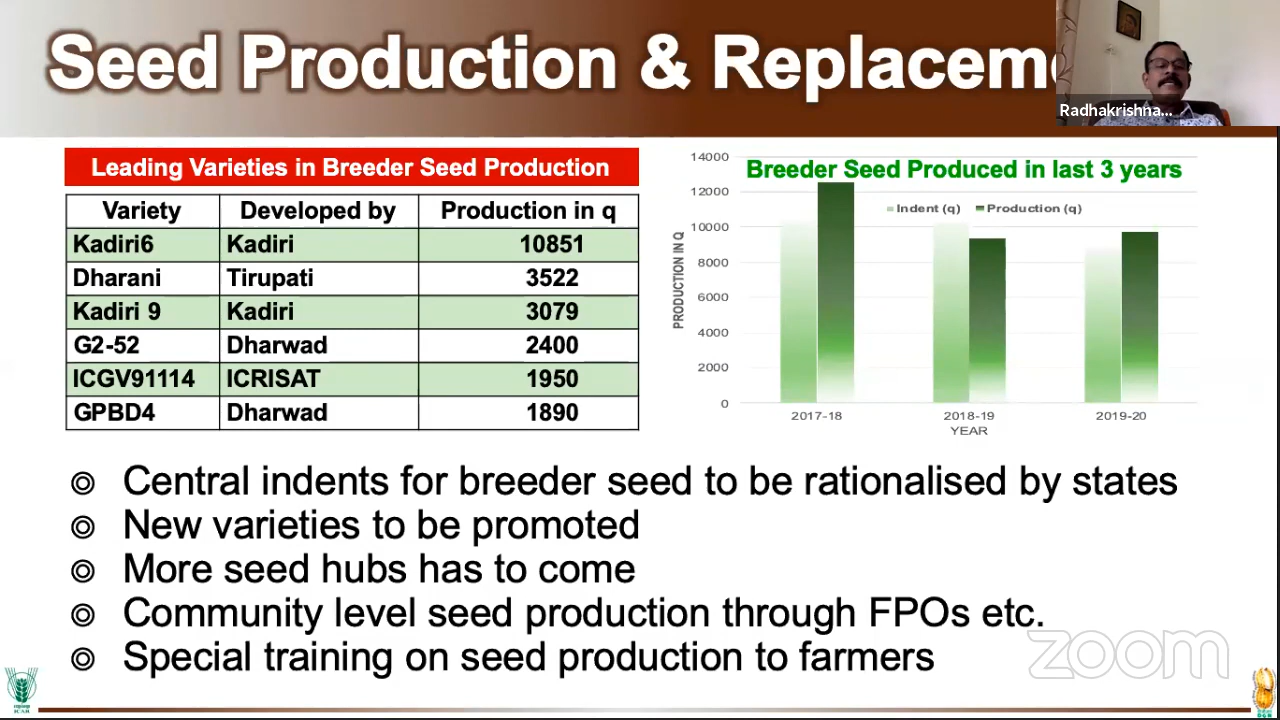 Seed Production & Replacem
Radhakrishna...
Leading Varieties in Breeder Seed Production
Variety Developed by Production in q
Kadiri6 Kadiri 10851
Dharani Tirupati 3522
Kadiri 9 Kadiri 3079
G2-52 Dharwad 2400
ICGV91114 ICRISAT 1950
GPBD4 Dharwad 1890
Breeder Seed Produced in last 3 years
Indent (q) Production (q)
PRODUCTION IN Q
14000
12000
10000
8000
6000
4000
2000
0
2017-18 2018-19 2019-20
YEAR
◎ Central indents for breeder seed to be rationalised by states
◎ New varieties to be promoted
◎ More seed hubs has to come
◎ Community level seed production through FPOs etc.
◎ Special training on seed production to farmers
zoom
ICAR